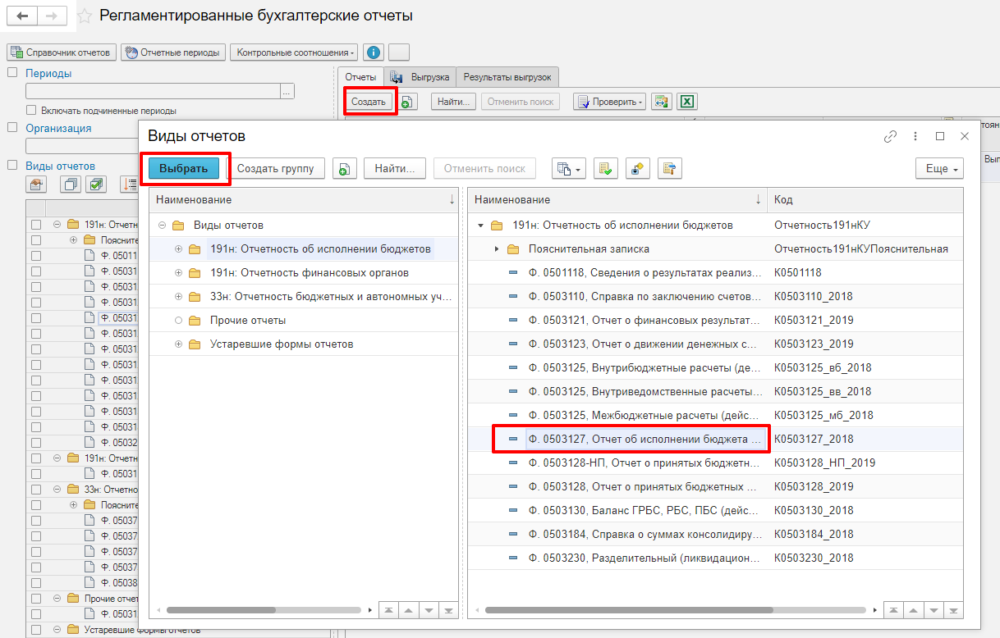 Регламентированные бухгалтерские отчеты
Справочник отчетов Отчетные периоды Контрольные соотношения
Периоды
...
Включать подчиненные периоды
Организация
Виды отчетов
Отчеты Выгрузка Результаты выгрузок
Создать Найти... Отменить поиск Проверить
Виды отчетов
Выбрать Создать группу Найти... Отменить поиск Еще
Наименование
Виды отчетов
191н: Отчетность об исполнении бюджетов
191н: Отчетность финансовых органов
33н: Отчетность бюджетных и автономных уч...
Прочие отчеты
Устаревшие формы отчетов
Наименование Код
191н: Отчетность об исполнении бюджетов Отчетность191нКУ
Пояснительная записка Отчетность191нКУПояснительная
Ф. 0501118, Сведения о результатах реализ... К0501118
Ф. 0503110, Справка по заключению счетов... К0503110_2018
Ф. 0503121, Отчет о финансовых результат... К0503121_2019
Ф. 0503123, Отчет о движении денежных с... К0503123_2019
Ф. 0503125, Внутрибюджетные расчеты (де... К0503125_вб_2018
Ф. 0503125, Внутриведомственные расчеты... К0503125_вв_2018
Ф. 0503125, Межбюджетные расчеты (дейс... К0503125_мб_2018
Ф. 0503127, Отчет об исполнении бюджета ... К0503127_2018
Ф. 0503128-НП, Отчет о принятых бюджетн... К0503128_НП_2019
Ф. 0503128, Отчет о принятых бюджетных ... К0503128_2019
Ф. 0503130, Баланс ГРБС, РБС, ПБС (дейс... К0503130_2018
Ф. 0503184, Справка о суммах консолидиру... К0503184_2018
Ф. 0503230, Разделительный (ликвидацион... К0503230_2018
191н: Отчетн
Пояснител
Ф. 05011
Ф. 05031
Ф. 05031
Ф. 05031
Ф. 05031
Ф. 05031
Ф. 05031
Ф. 05031
Ф. 05031
Ф. 05031
Ф. 05031
Ф. 05031
Ф. 05032
191н: Отчетн
Ф. 05031
33н: Отчетно
Пояснител
Ф. 05037
Ф. 05037
Ф. 05037
Ф. 05037
Ф. 05038
Прочие отчет
Ф. 05031
Устаревшие формы отчетов